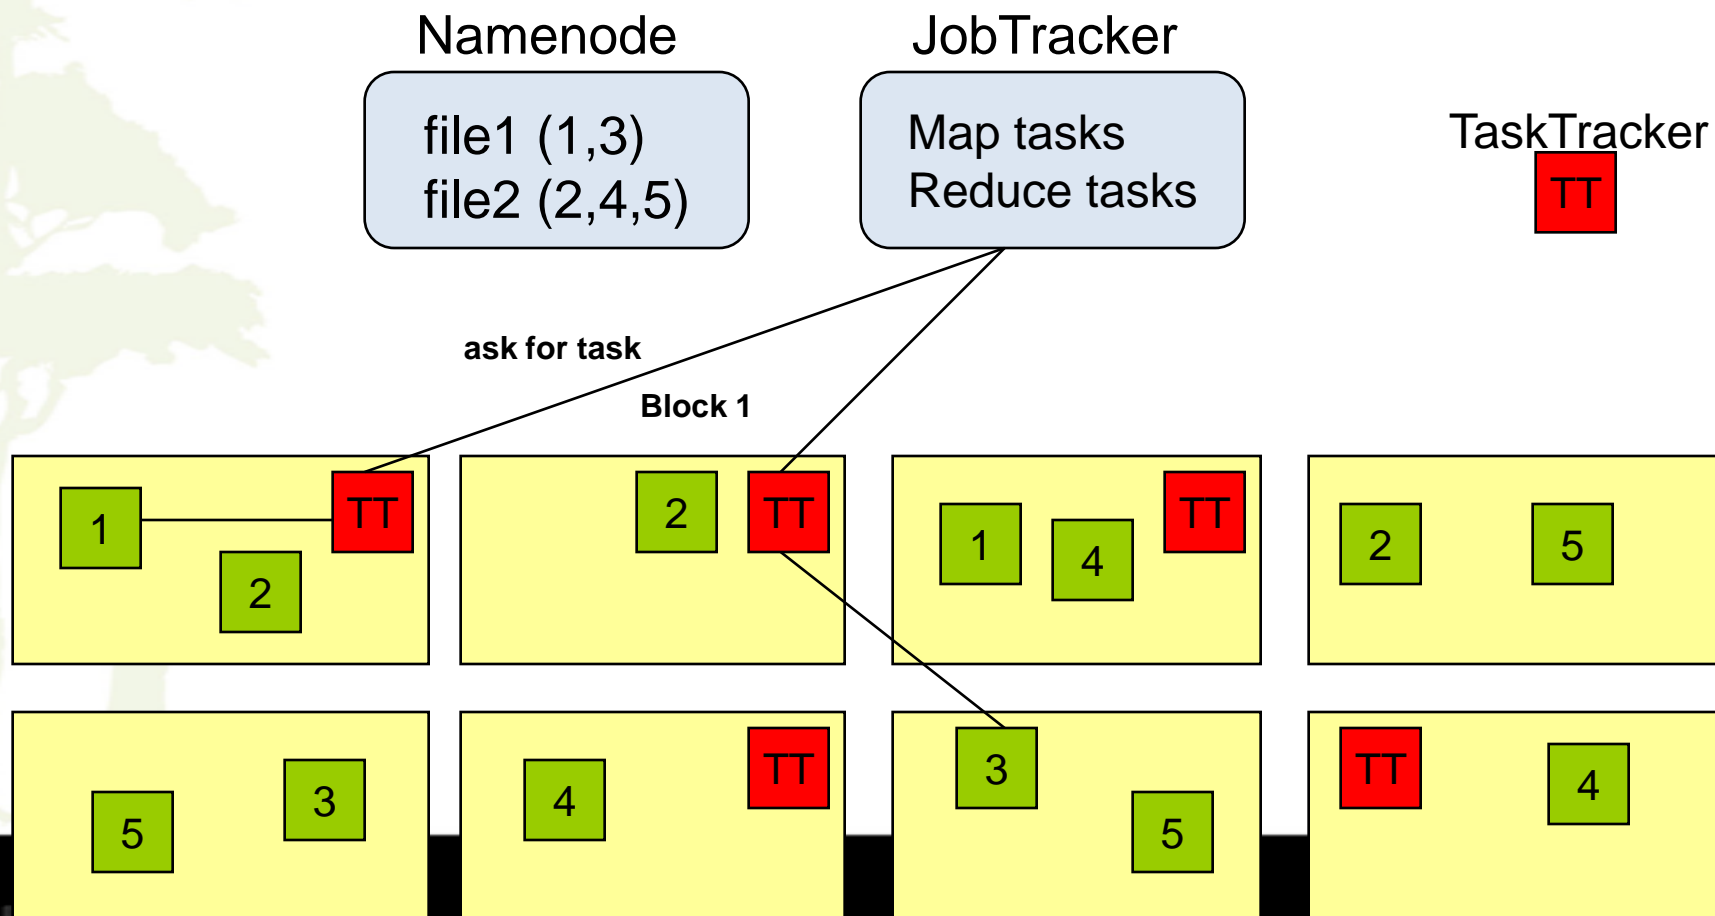 Namenode
JobTracker
file1 (1,3)
file2 (2,4,5)
Map tasks
Reduce tasks
TaskTracker
TT
ask for task
Block 1
1
2
TT
2
TT
1
4
TT
2
5
5
3
4
TT
3
5
TT
4